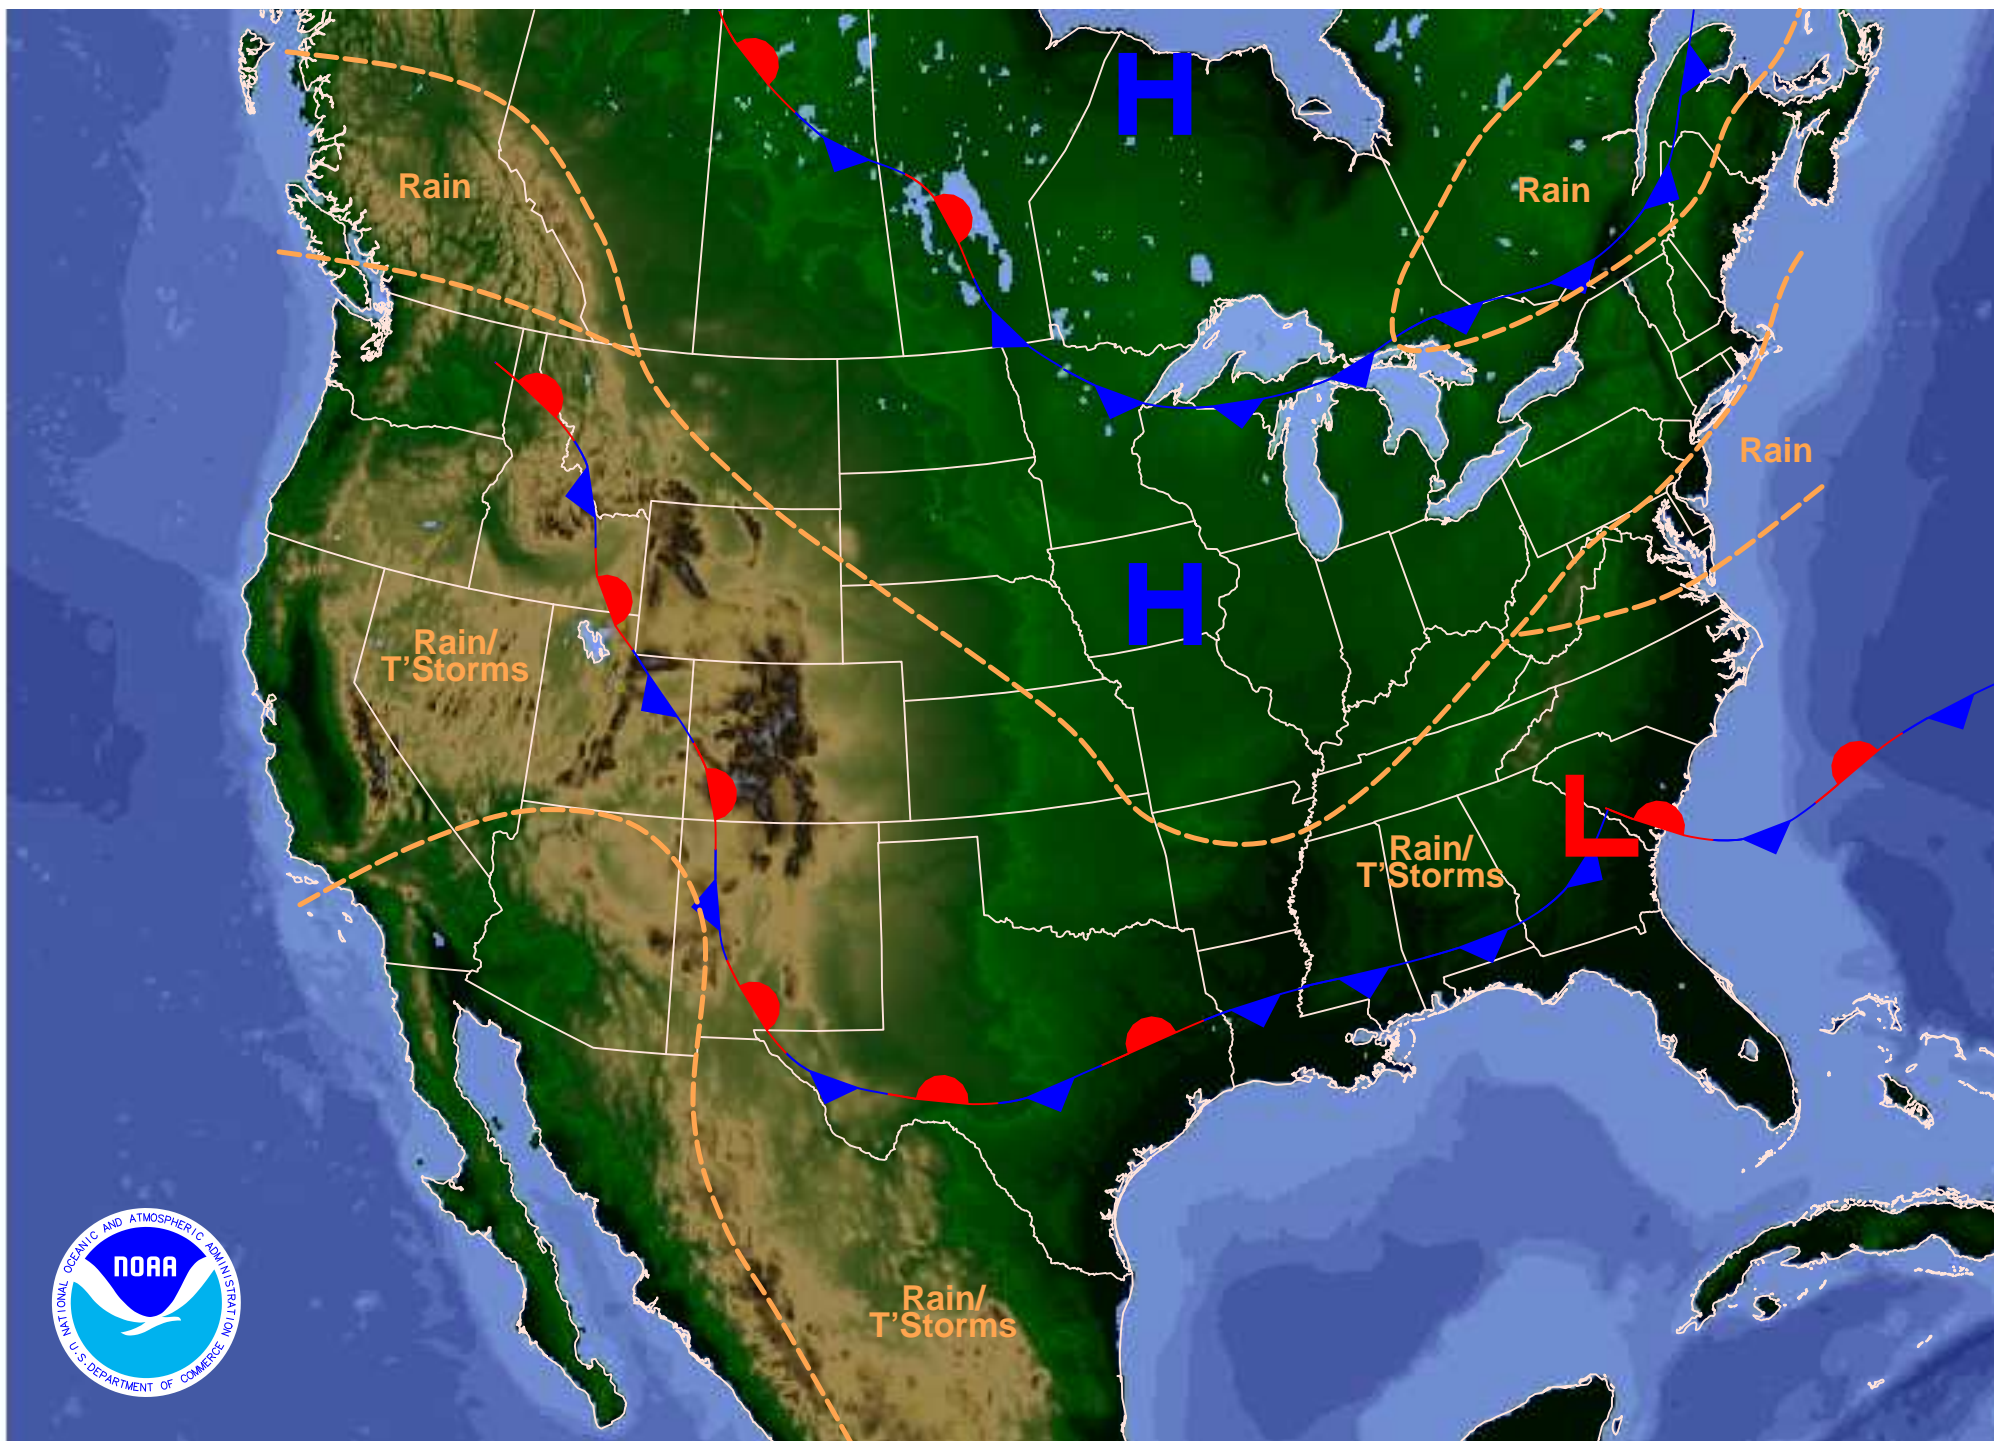 H
Rain
Rain
Rain
H
Rain/
T'Storms
L
Rain/
T'Storms
Rain/
T'Storms
NATIONAL OCEANIC AND ATMOSPHERIC ADMINISTRATION
NOAA
U.S. DEPARTMENT OF COMMERCE